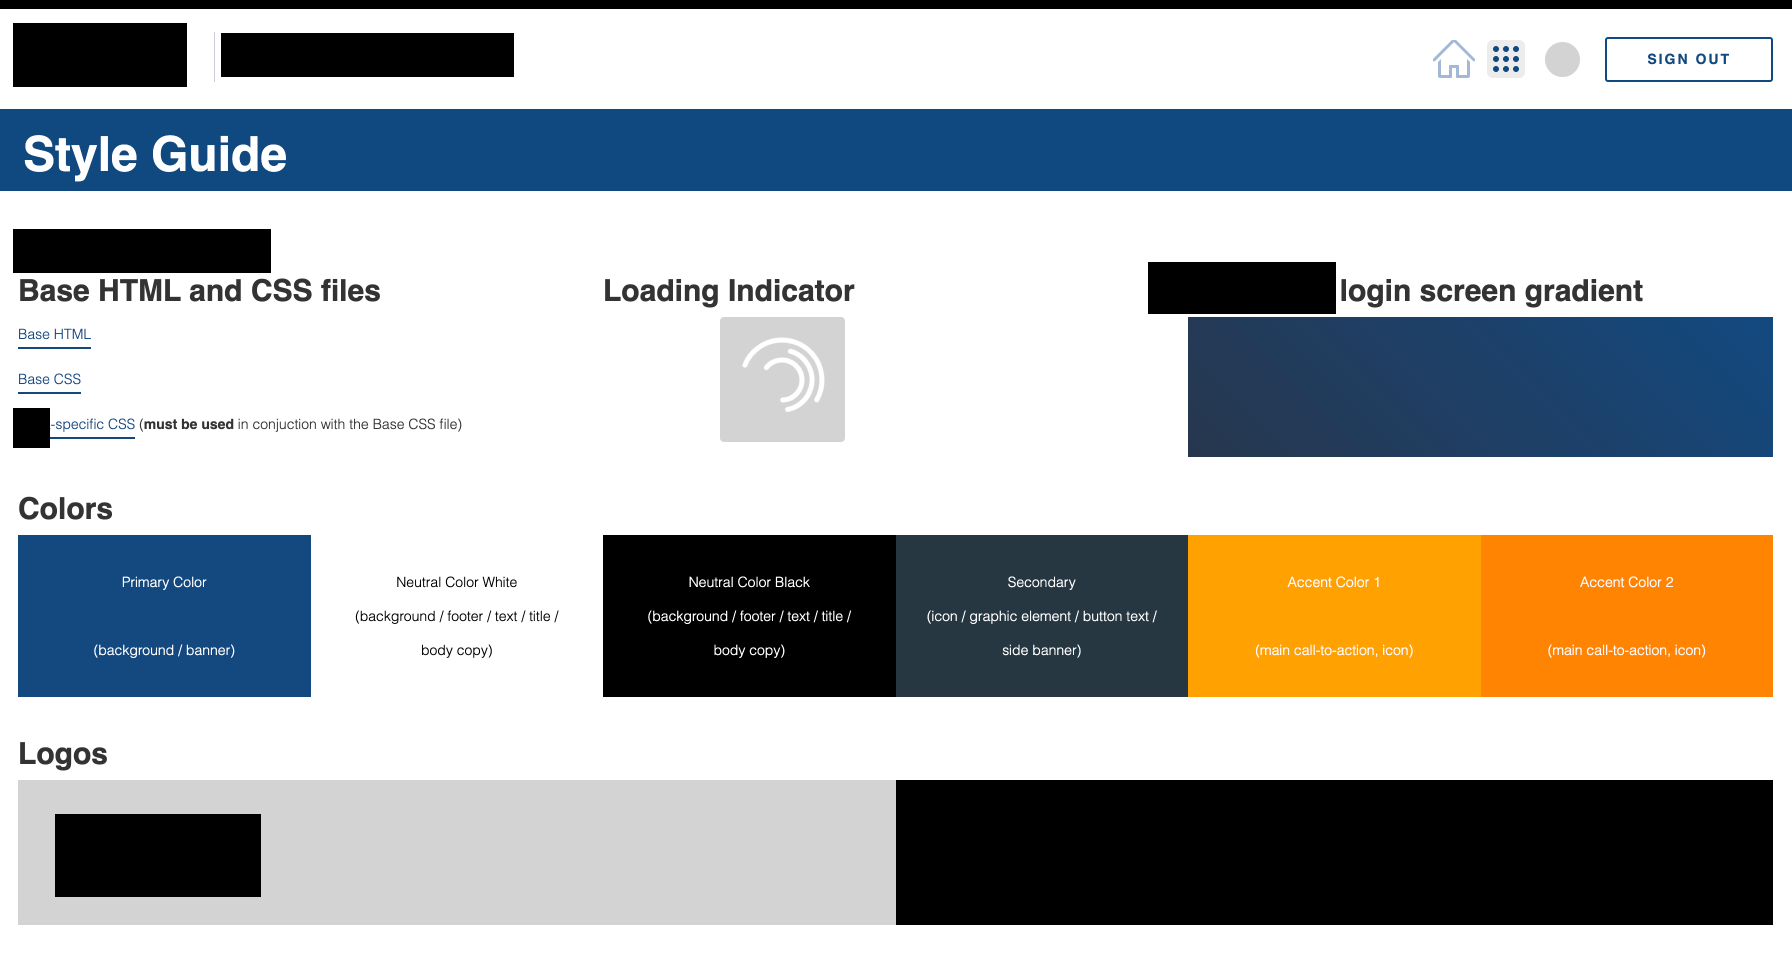 SIGN OUT
Style Guide
Base HTML and CSS files
Base HTML
Base CSS
-specific CSS (must be used in conjuction with the Base CSS file)
Loading Indicator
login screen gradient
Colors
Primary Color
(background / banner)
Neutral Color White
(background / footer / text / title /
body copy)
Neutral Color Black
(background / footer / text / title /
body copy)
Secondary
(icon / graphic element / button text /
side banner)
Accent Color 1
(main call-to-action, icon)
Accent Color 2
(main call-to-action, icon)
Logos